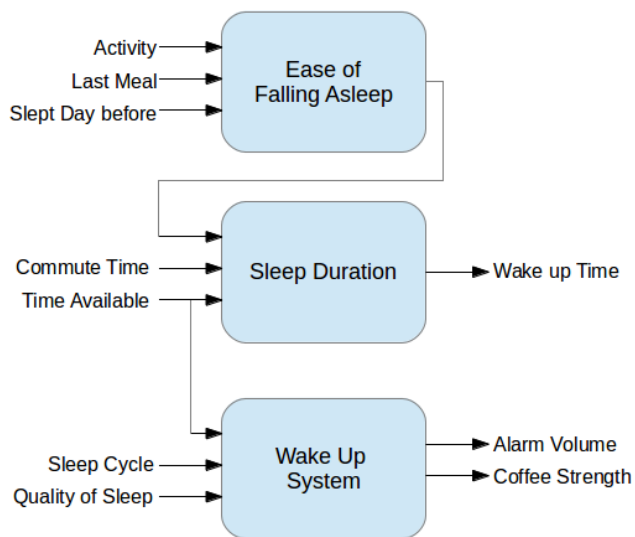 Activity
Last Meal
Slept Day before
Ease of
Falling Asleep
Commute Time
Time Available
Sleep Duration
Wake up Time
Sleep Cycle
Quality of Sleep
Wake Up
System
Alarm Volume
Coffee Strength